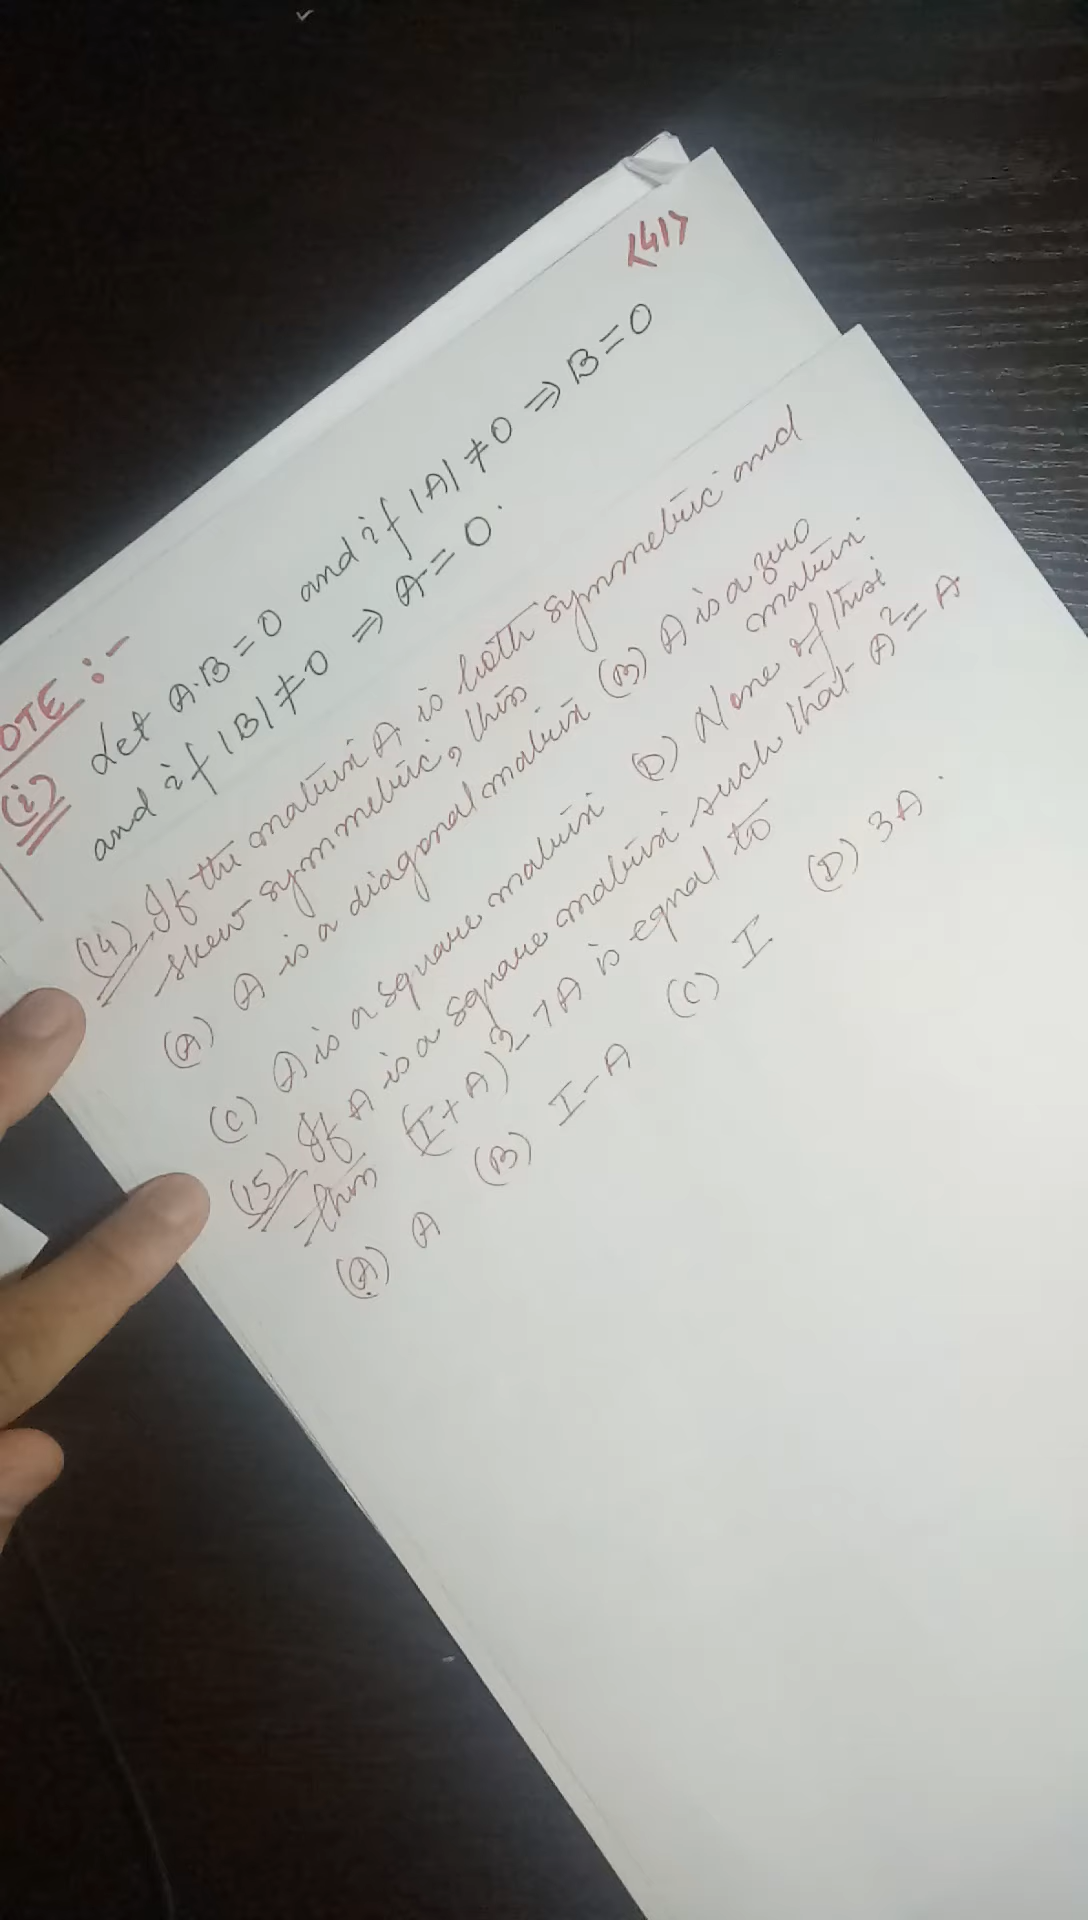 <41>
NOTE :-
(i) Let A.B = 0 and if |A| ≠ 0 ⇒ B = 0
and if |B| ≠ 0 ⇒ A = 0.
(14) If the matrix A is both symmetric and
skew symmetric, then
(A) A is a diagonal matrix (B) A is a zero
matrix.
(C) A is a square matrix (D) None of these
(15) If A is a square matrix such that A² = A
then (I + A)³ - 7A is equal to
(A) A (B) I - A (C) I (D) 3A.